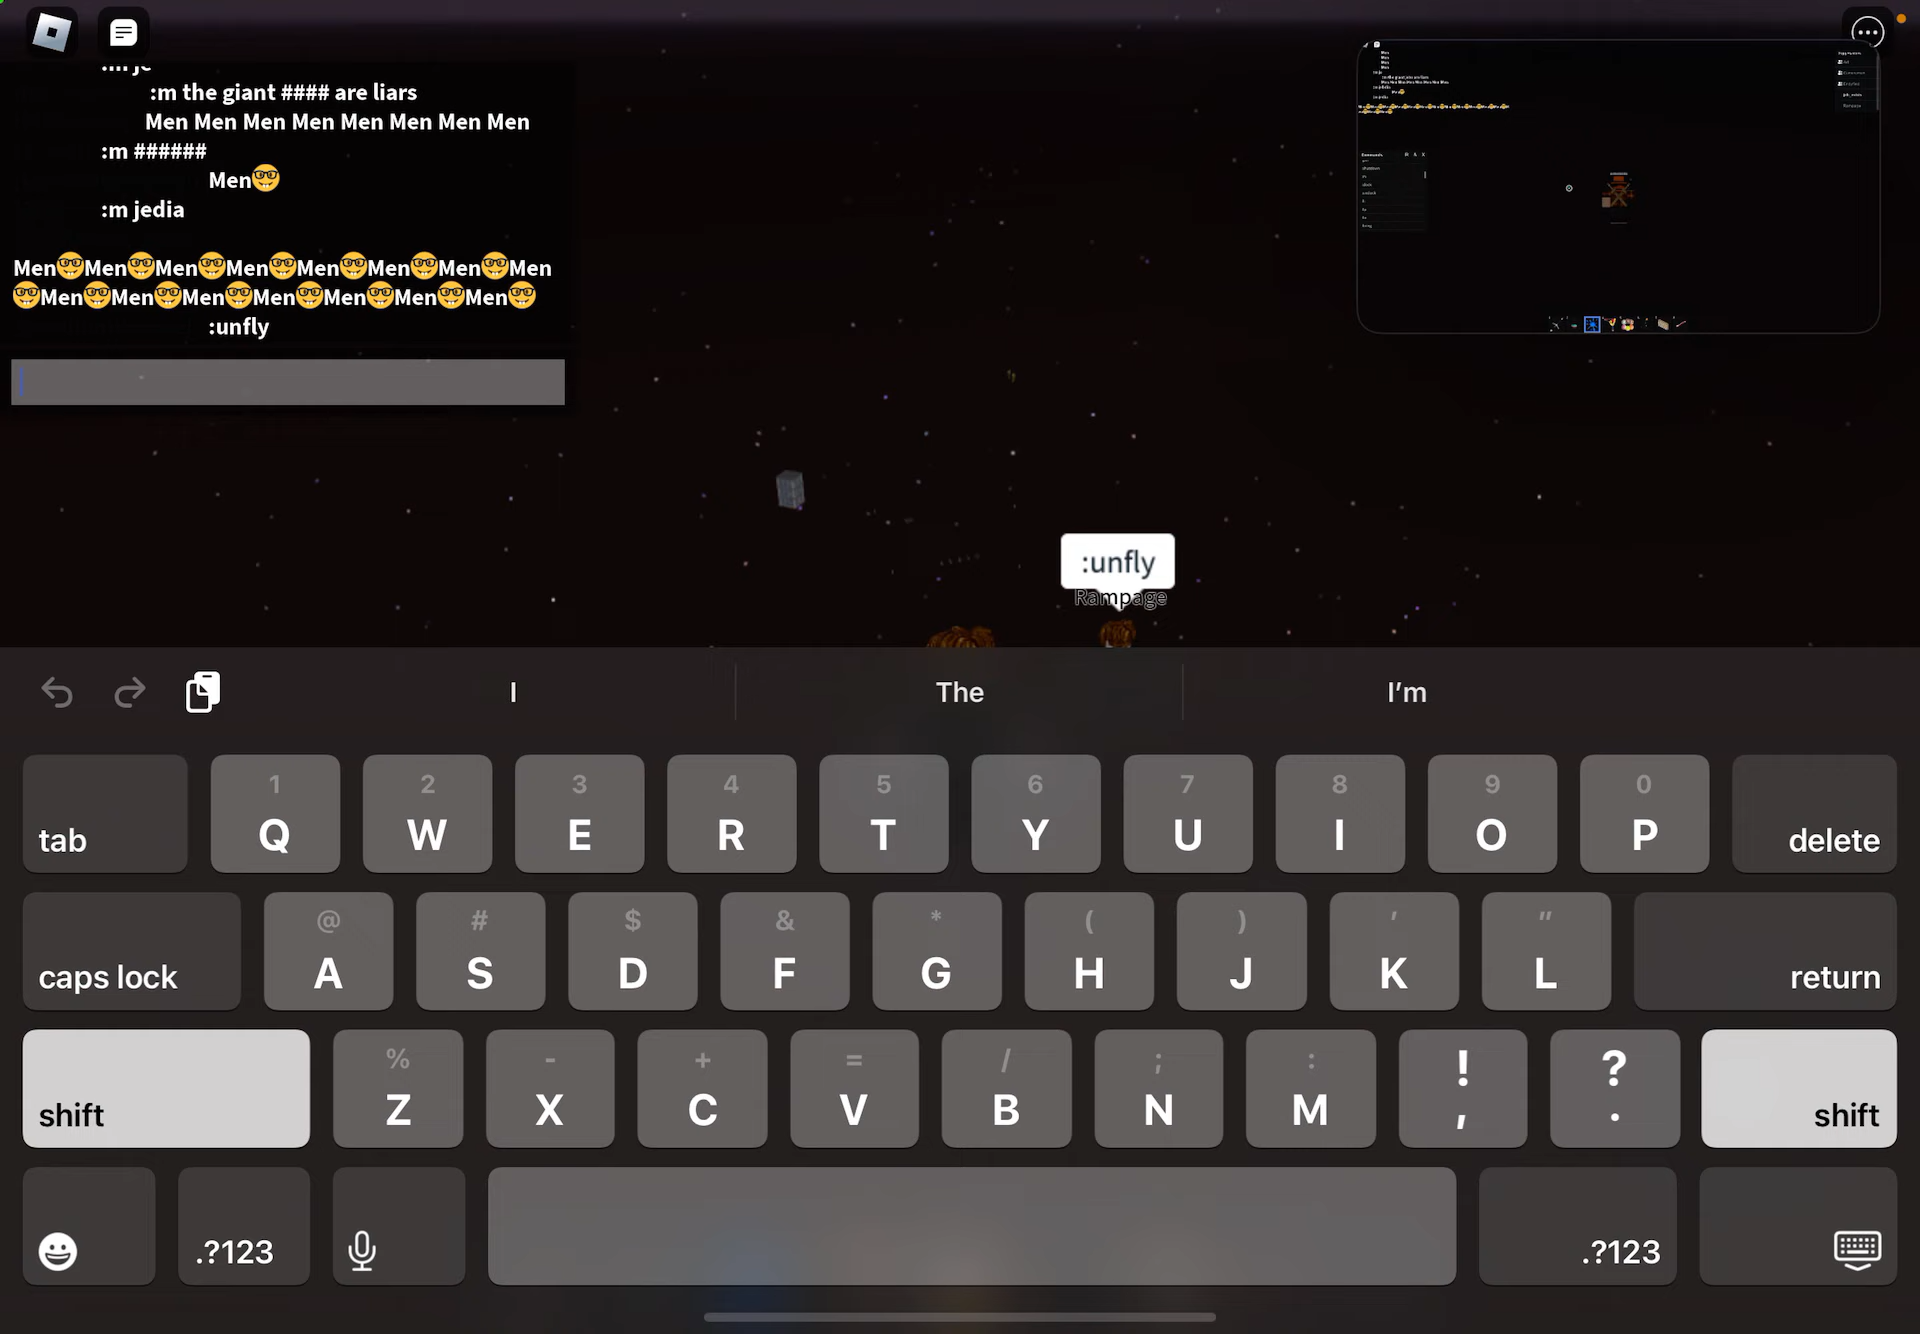 :m the giant #### are liars
Men Men Men Men Men Men Men Men
:m ######
Men🤓
:m jedia
Men🤓Men🤓Men🤓Men🤓Men🤓Men🤓Men🤓Men
🤓Men🤓Men🤓Men🤓Men🤓Men🤓Men🤓
:unfly
:unfly
Rampage
I
The
I’m
1 2 3 4 5 6 7 8 9 0
tab Q W E R T Y U I O P delete
@ # $ & * ( ) ' "
caps lock A S D F G H J K L return
% - + = / ; : ! ?
shift Z X C V B N M , . shift
.?123 .?123